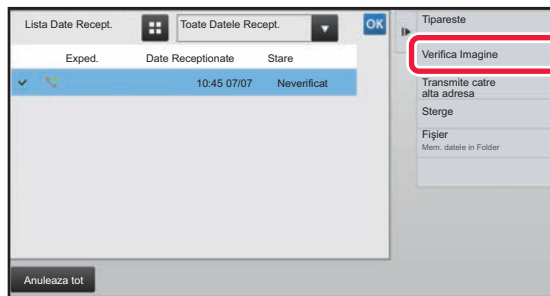 Lista Date Recept.
Toate Datele Recept.
OK
Exped.
Date Receptionate
Stare
10:45 07/07
Neverificat
Tipareste
Verifica Imagine
Transmite catre
alta adresa
Sterge
Fişier
Mem. datele in Folder
Anuleaza tot